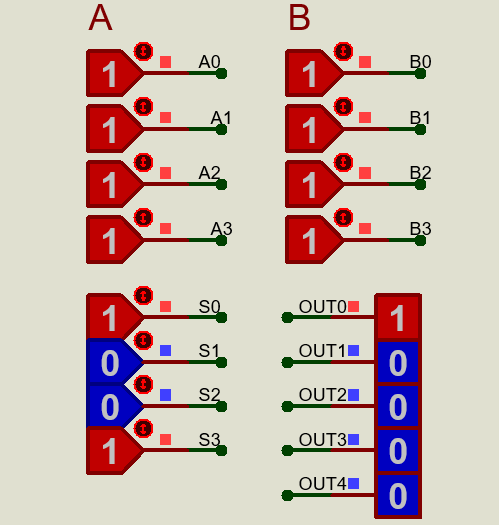 A B
1 A0 1 B0
1 A1 1 B1
1 A2 1 B2
1 A3 1 B3
1 S0 OUT0 1
0 S1 OUT1 0
0 S2 OUT2 0
1 S3 OUT3 0
OUT4 0